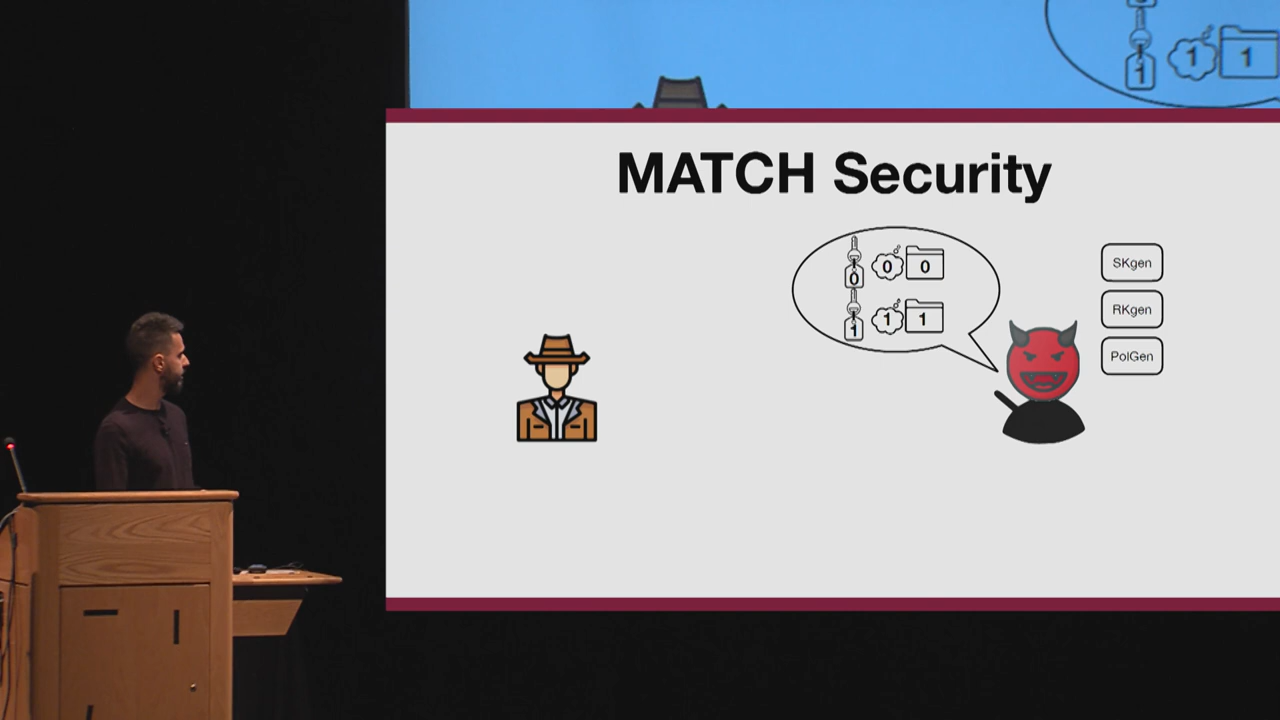 1
1 1
MATCH Security
0 0 0
1 1 1
SKgen
RKgen
PolGen